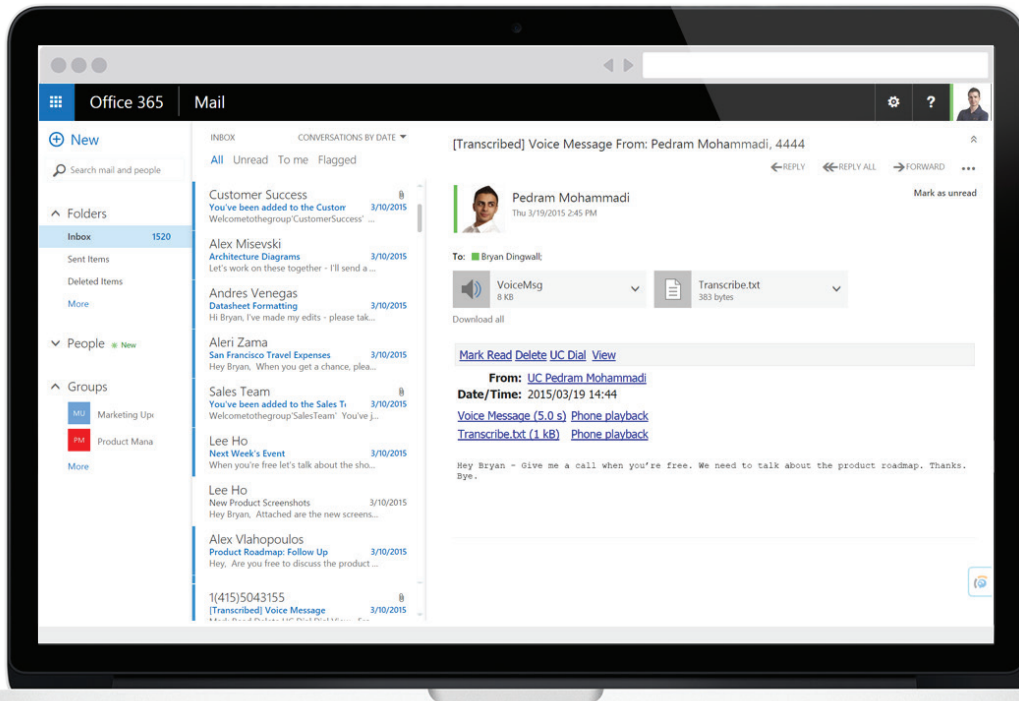 Office 365
Mail
?
New
Search mail and people
Folders
Inbox 1520
Sent Items
Deleted Items
More
People New
Groups
MU Marketing Up
PM Product Mana
More
INBOX CONVERSATIONS BY DATE
All Unread To me Flagged
Customer Success
You've been added to the Custom 3/10/2015
Welcometothegroup'CustomerSuccess' ...
Alex Misevski
Architecture Diagrams 3/10/2015
Let's work on these together - I'll send a ...
Andres Venegas
Datasheet Formatting 3/10/2015
Hi Bryan, I've made my edits - please tak...
Aleri Zama
San Francisco Travel Expenses 3/10/2015
Hey Bryan, When you get a chance, plea...
Sales Team
You've been added to the Sales T 3/10/2015
Welcometothegroup'SalesTeam' You've j...
Lee Ho
Next Week's Event 3/10/2015
When you're free let's talk about the sho...
Lee Ho
New Product Screenshots 3/10/2015
Hey Bryan, Attached are the new screens...
Alex Vlahopoulos
Product Roadmap: Follow Up 3/10/2015
Hey, Are you free to discuss the product ...
1(415)5043155
[Transcribed] Voice Message 3/10/2015
[Transcribed] Voice Message From: Pedram Mohammadi, 4444
REPLY REPLY ALL FORWARD ...
Mark as unread
Pedram Mohammadi
Thu 3/19/2015 2:45 PM
To: Bryan Dingwall;
VoiceMsg
8 KB
Transcribe.txt
383 bytes
Download all
Mark Read Delete UC Dial View
From: UC Pedram Mohammadi
Date/Time: 2015/03/19 14:44
Voice Message (5.0 s) Phone playback
Transcribe.txt (1 kB) Phone playback
Hey Bryan - Give me a call when you're free. We need to talk about the product roadmap. Thanks.
Bye.